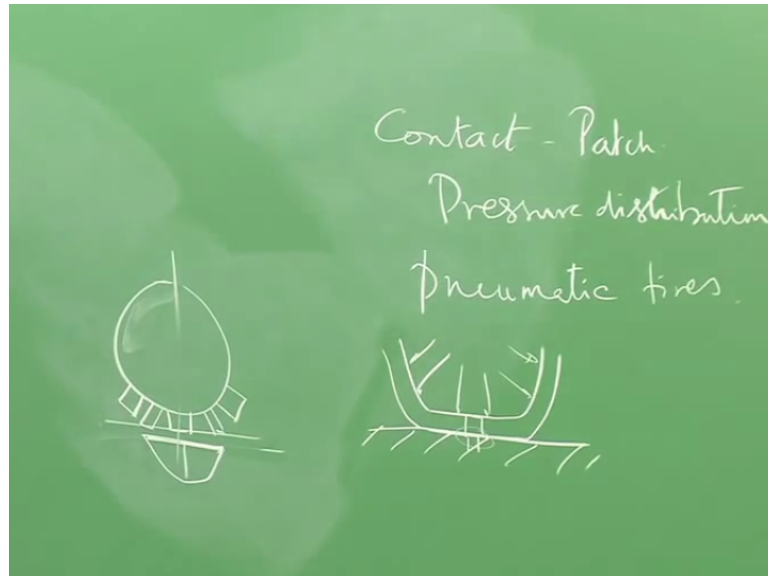 Contact - Patch
Pressure distribution
pneumatic tires.